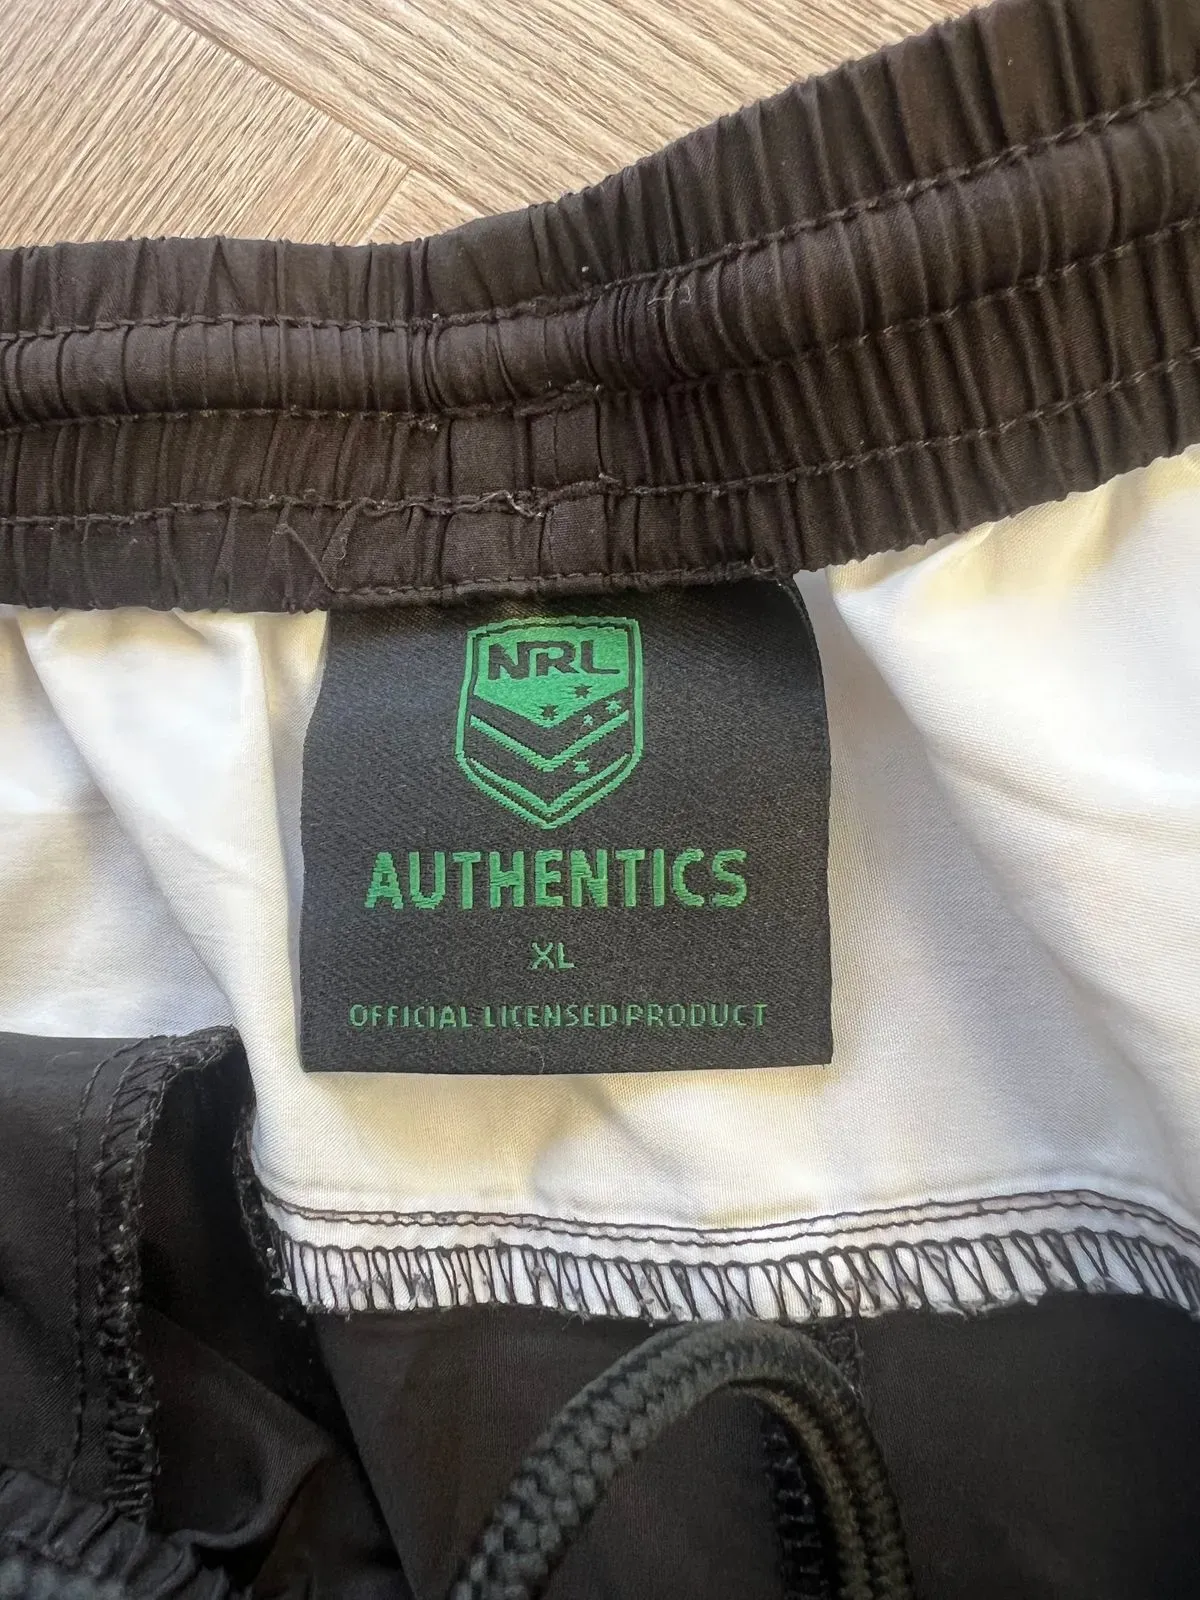 NRL
AUTHENTICS
XL
OFFICIAL LICENSED PRODUCT